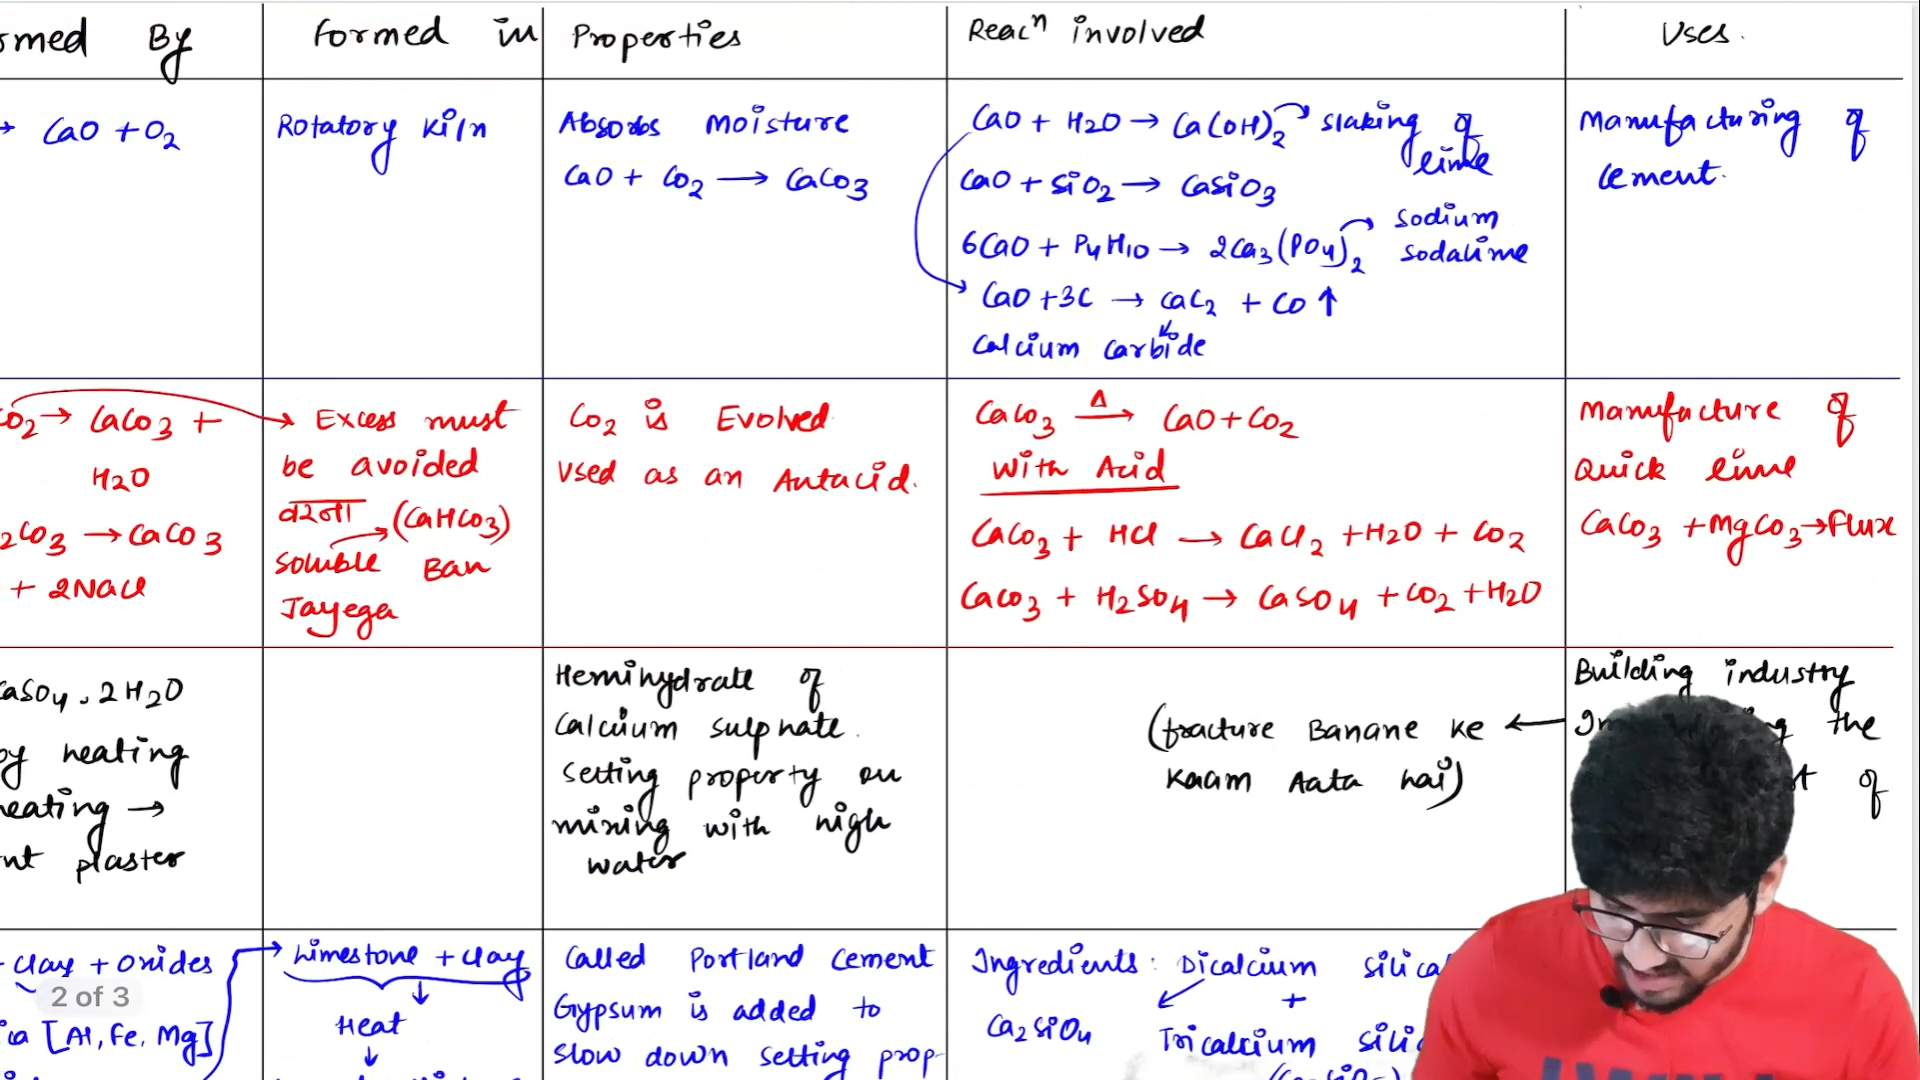 rmed By
Formed in
Properties
Reacⁿ involved
Uses.
→ CaO + O2
Rotatory Kiln
Absorbs moisture
CaO + CO2 → CaCO3
CaO + H2O → Ca(OH)2 → slaking of
lime
CaO + SiO2 → CaSiO3
6CaO + P4H10 → 2Ca3(PO4)2
sodium
sodalime
CaO + 3C → CaC2 + CO ↑
Calcium carbide
Manufacturing of
cement.
CO2 → CaCO3 +
H2O
2CO3 → CaCO3
+ 2NaCl
→ Excess must
be avoided
वरना (CaHCO3)
soluble Ban
Jayega
CO2 is Evolved
Used as an Antacid.
CaCO3 Δ→ CaO + CO2
With Acid
CaCO3 + HCl → CaCl2 + H2O + CO2
CaCO3 + H2SO4 → CaSO4 + CO2 + H2O
Manufacture of
Quick lime
CaCO3 + MgCO3 → Flux
CaSO4.2H2O
by heating
heating →
nt plaster
Hemihydrate of
Calcium sulphate.
Setting property on
mixing with high
water
(fracture Banane ke ←
Kaam Aata hai)
Building industry
the
of
- Clay + Oxides
2 of 3
[Al, Fe, Mg]
→ Limestone + Clay
↓
Heat
↓
Called Portland cement
Gypsum is added to
slow down setting prop
Ingredients: Dicalcium silica
+
Ca2SiO4
Tricalcium silic